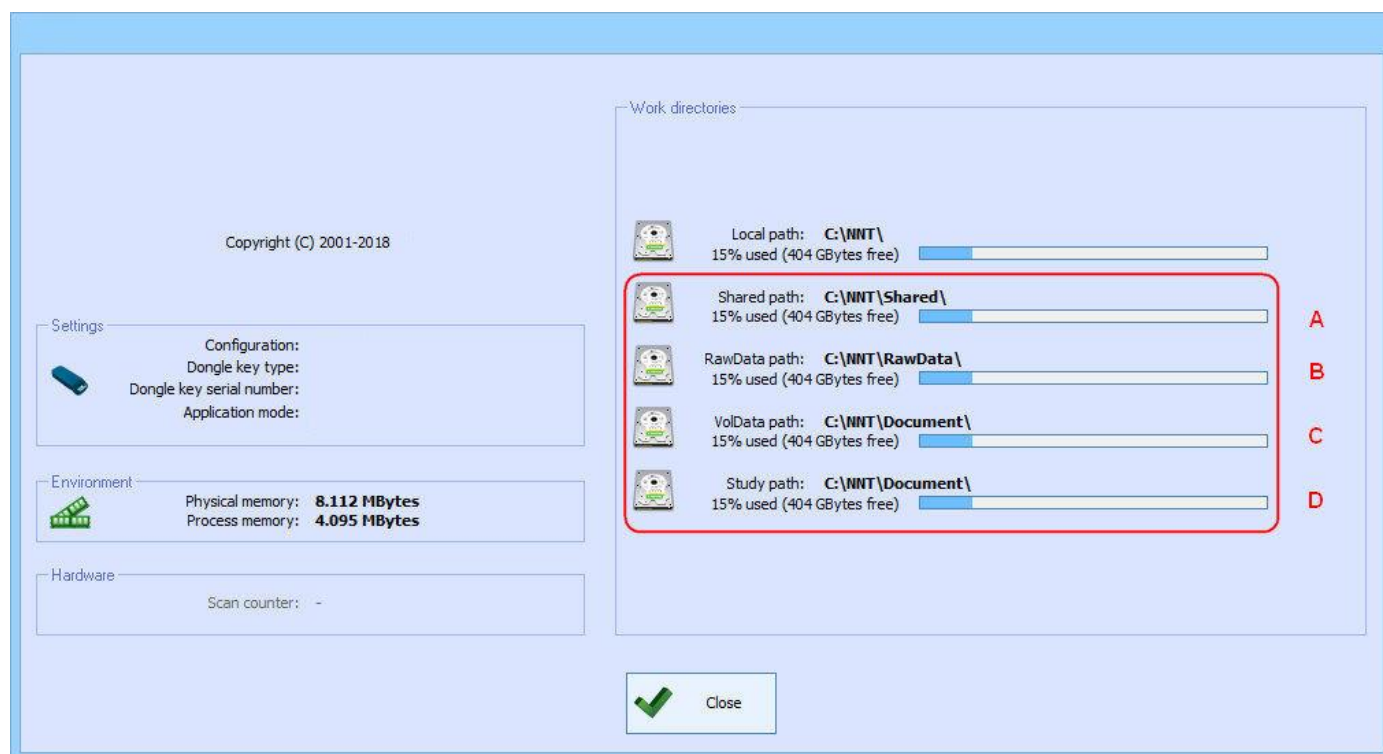 Copyright (C) 2001-2018
Settings
Configuration:
Dongle key type:
Dongle key serial number:
Application mode:
Environment
Physical memory: 8.112 MBytes
Process memory: 4.095 MBytes
Hardware
Scan counter: -
Work directories
Local path: C:\NNT\
15% used (404 GBytes free)
Shared path: C:\NNT\Shared\
15% used (404 GBytes free)
A
RawData path: C:\NNT\RawData\
15% used (404 GBytes free)
B
VolData path: C:\NNT\Document\
15% used (404 GBytes free)
C
Study path: C:\NNT\Document\
15% used (404 GBytes free)
D
Close